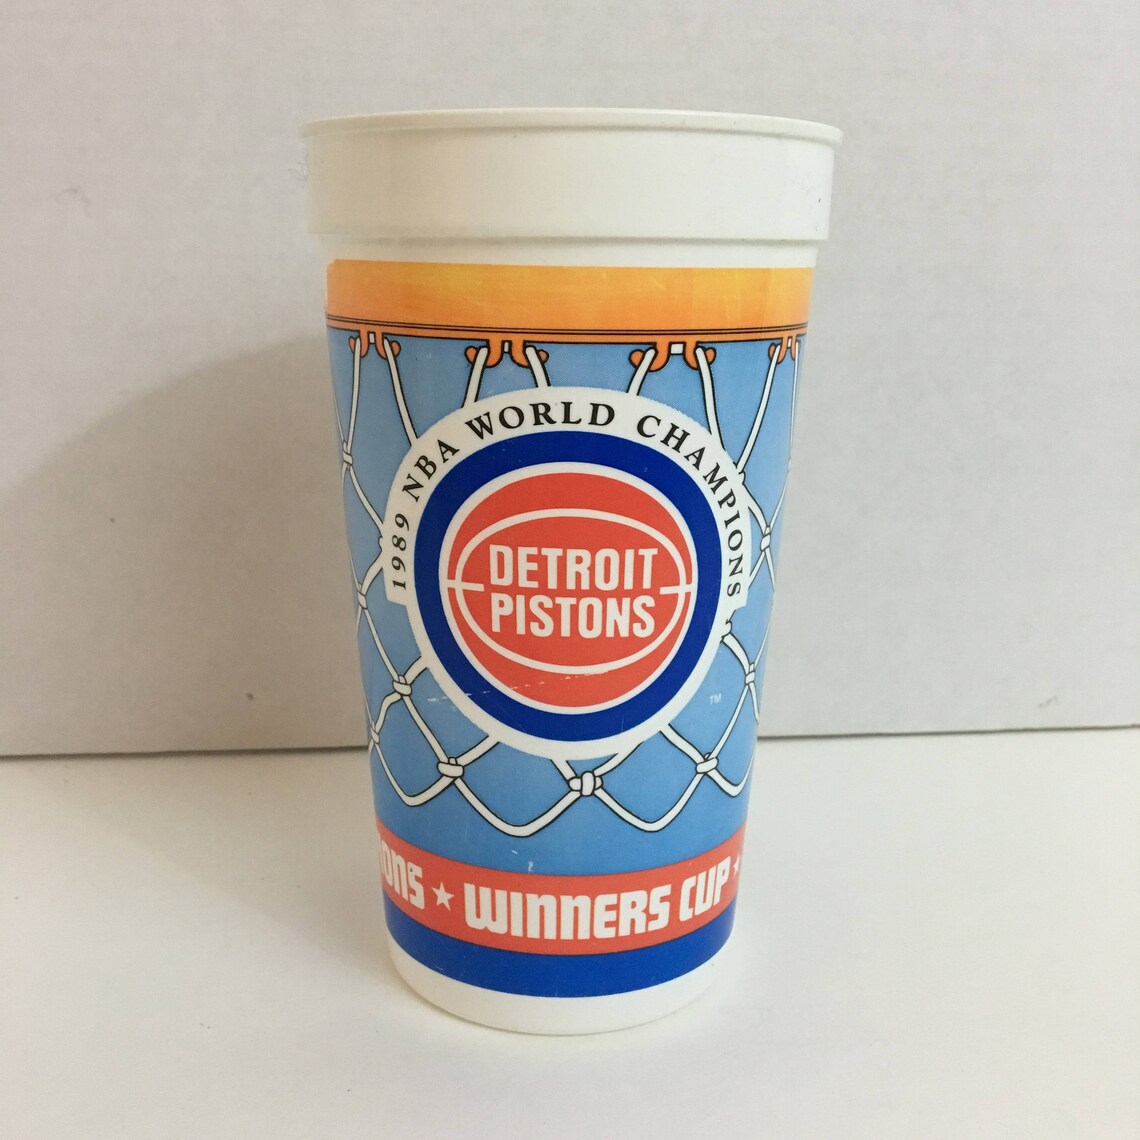 1989 NBA WORLD CHAMPIONS
DETROIT
PISTONS
TM
WINNERS CUP